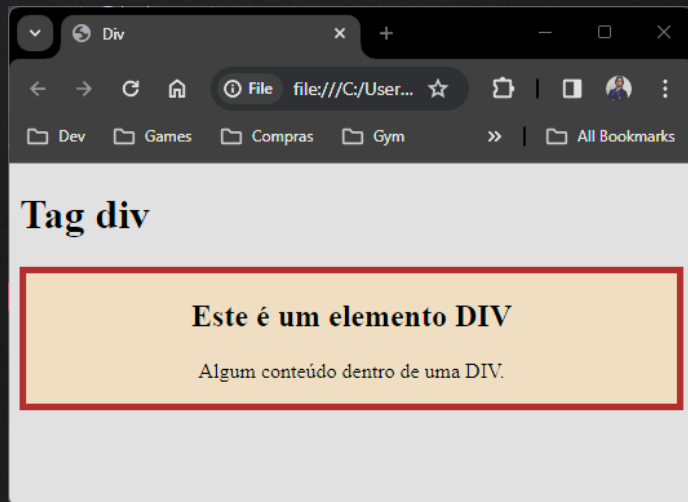 Div
File file:///C:/User...
Dev Games Compras Gym » All Bookmarks
Tag div
Este é um elemento DIV
Algum conteúdo dentro de uma DIV.